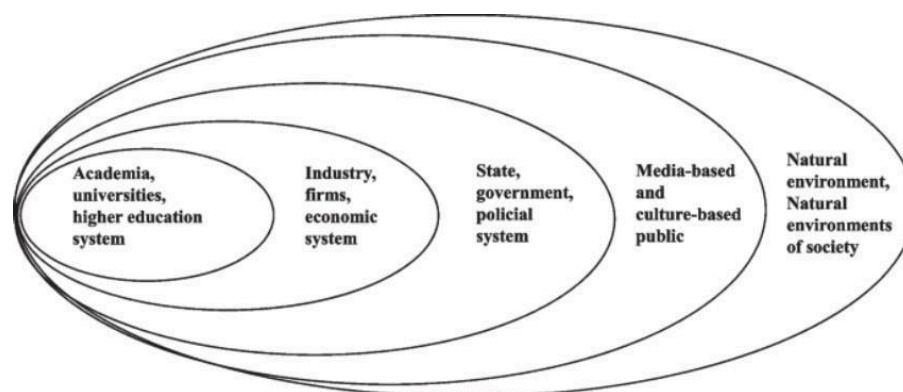 Academia,
universities,
higher education
system
Industry,
firms,
economic
system
State,
government,
policial
system
Media-based
and
culture-based
public
Natural
environment,
Natural
environments
of society